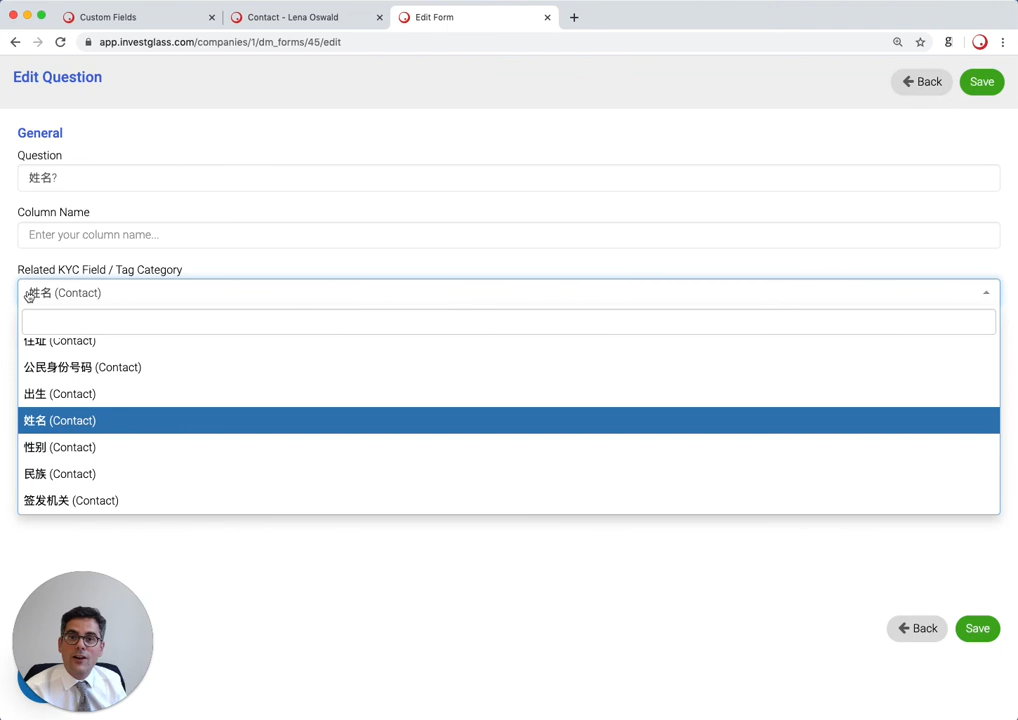 Custom Fields
Contact - Lena Oswald
Edit Form
app.investglass.com/companies/1/dm_forms/45/edit
Edit Question
Back
Save
General
Question
姓名?
Column Name
Enter your column name...
Related KYC Field / Tag Category
姓名 (Contact)
住址 (Contact)
公民身份号码 (Contact)
出生 (Contact)
姓名 (Contact)
性别 (Contact)
民族 (Contact)
签发机关 (Contact)
Back
Save